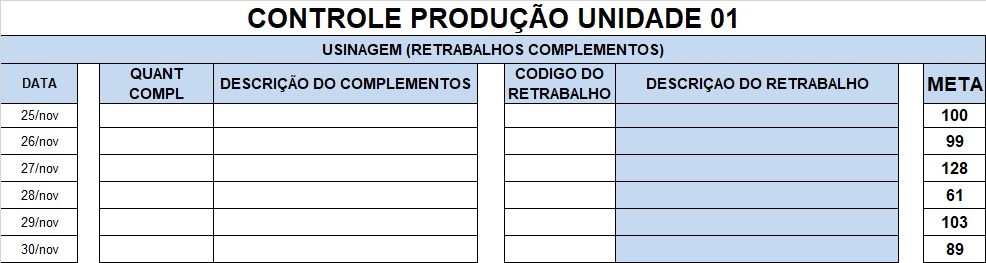 CONTROLE PRODUÇÃO UNIDADE 01
USINAGEM (RETRABALHOS COMPLEMENTOS)
DATA QUANT COMPL DESCRIÇÃO DO COMPLEMENTOS CODIGO DO RETRABALHO DESCRIÇAO DO RETRABALHO META
25/nov 100
26/nov 99
27/nov 128
28/nov 61
29/nov 103
30/nov 89